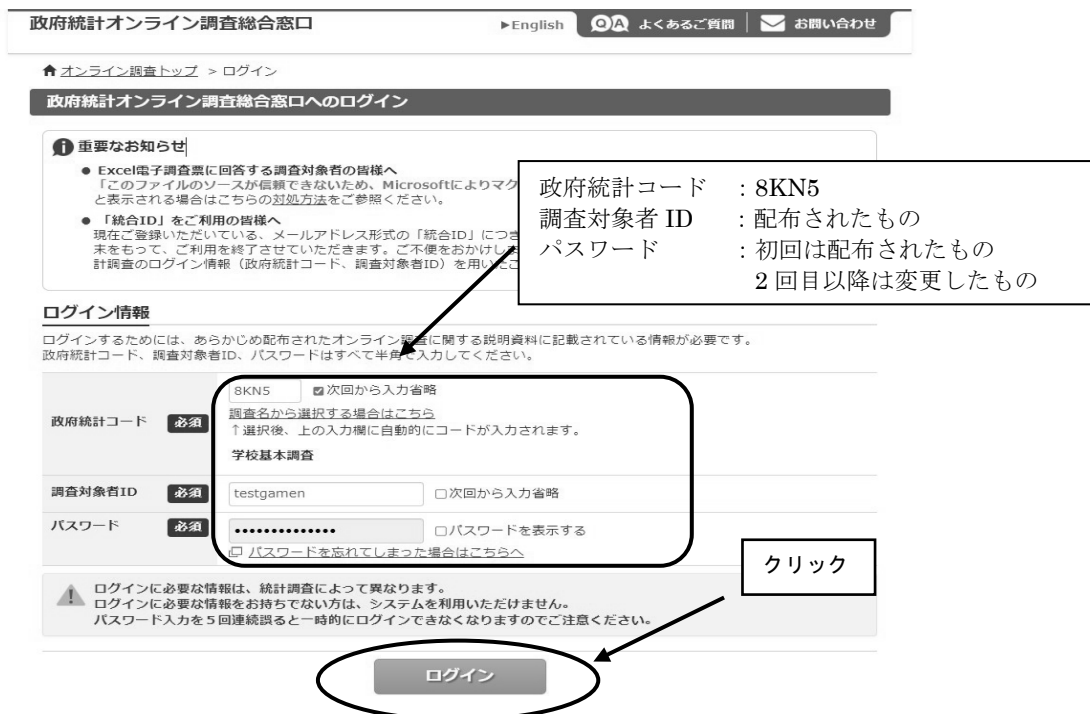 政府統計オンライン調査総合窓口
▶English
QA よくあるご質問
お問い合わせ
オンライン調査トップ > ログイン
政府統計オンライン調査総合窓口へのログイン
重要なお知らせ
● Excel電子調査票に回答する調査対象者の皆様へ
「このファイルのソースが信頼できないため、Microsoftによりマク
と表示される場合はこちらの対処方法をご参照ください。
● 「統合ID」をご利用の皆様へ
現在ご登録いただいている、メールアドレス形式の「統合ID」につき
末をもって、ご利用を終了させていただきます。ご不便をおかけしま
計調査のログイン情報（政府統計コード、調査対象者ID）を用い
政府統計コード ：8KN5
調査対象者 ID ：配布されたもの
パスワード ：初回は配布されたもの
2 回目以降は変更したもの
ログイン情報
ログインするためには、あらかじめ配布されたオンライン調査に関する説明資料に記載されている情報が必要です。
政府統計コード、調査対象者ID、パスワードはすべて半角で入力してください。
政府統計コード 必須
8KN5 次回から入力省略
調査名から選択する場合はこちら
↑選択後、上の入力欄に自動的にコードが入力されます。
学校基本調査
調査対象者ID 必須 testgamen □次回から入力省略
パスワード 必須 •••••••••••••• □パスワードを表示する
パスワードを忘れてしまった場合はこちらへ
クリック
ログインに必要な情報は、統計調査によって異なります。
ログインに必要な情報をお持ちでない方は、システムを利用いただけません。
パスワード入力を５回連続誤ると一時的にログインできなくなりますのでご注意ください。
ログイン